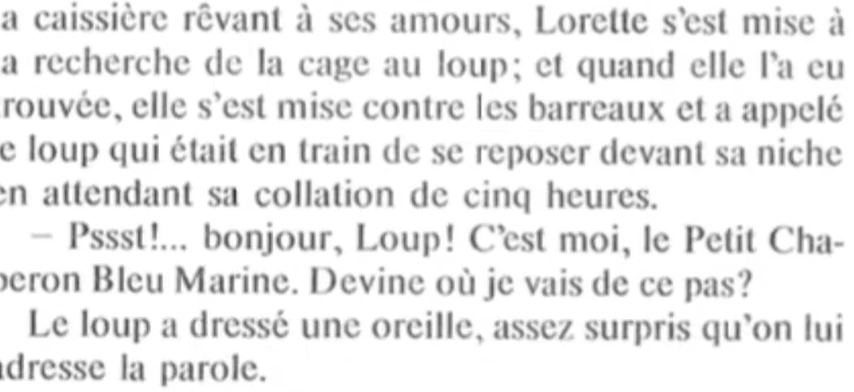 a caissière rêvant à ses amours, Lorette s'est mise à
a recherche de la cage au loup; et quand elle l'a eu
rouvée, elle s'est mise contre les barreaux et a appelé
e loup qui était en train de se reposer devant sa niche
en attendant sa collation de cinq heures.
– Pssst!... bonjour, Loup! C'est moi, le Petit Cha-
peron Bleu Marine. Devine où je vais de ce pas?
Le loup a dressé une oreille, assez surpris qu'on lui
adresse la parole.